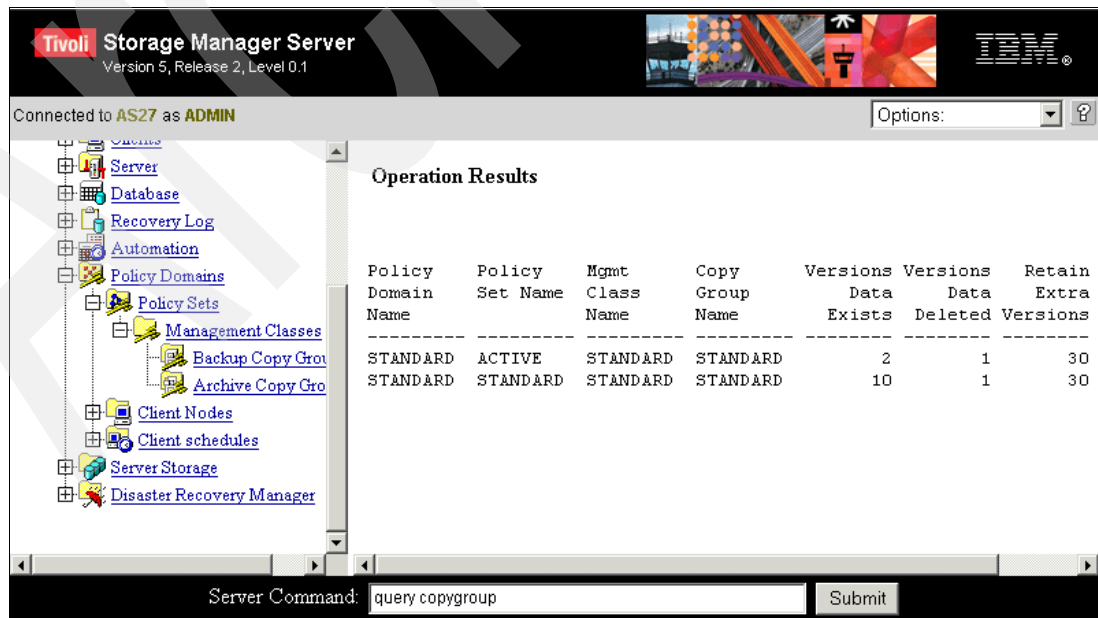 Tivoli Storage Manager Server
Version 5, Release 2, Level 0.1
IBM®
Connected to AS27 as ADMIN
Options:
?
Clients
Server
Database
Recovery Log
Automation
Policy Domains
Policy Sets
Management Classes
Backup Copy Grou
Archive Copy Gro
Client Nodes
Client schedules
Server Storage
Disaster Recovery Manager
Operation Results
Policy Policy Mgmt Copy Versions Versions Retain
Domain Set Name Class Group Data Data Extra
Name Name Name Exists Deleted Versions
--------- --------- --------- --------- -------- -------- --------
STANDARD ACTIVE STANDARD STANDARD 2 1 30
STANDARD STANDARD STANDARD STANDARD 10 1 30
Server Command: query copygroup Submit